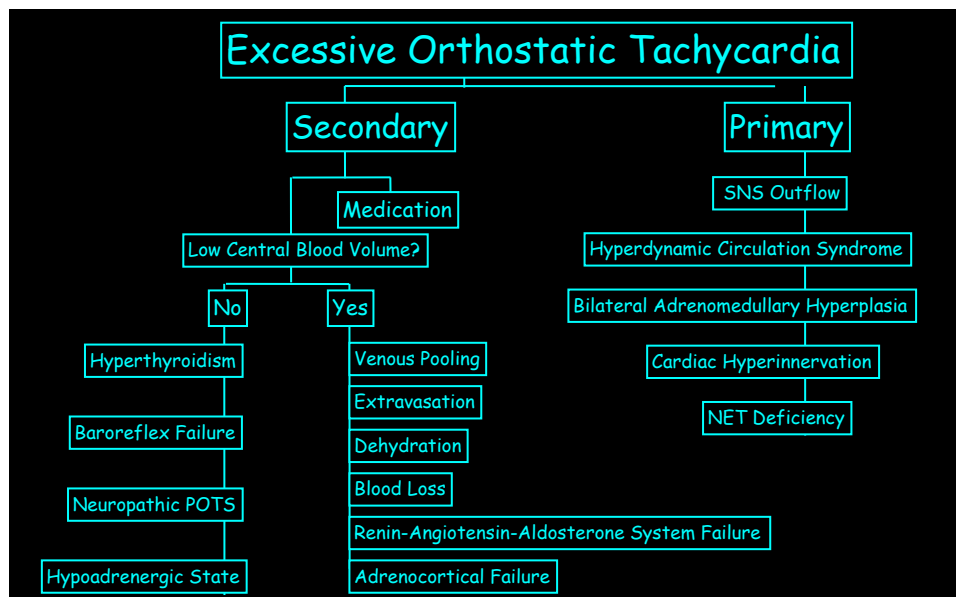 Excessive Orthostatic Tachycardia
Secondary
Primary
Medication
SNS Outflow
Low Central Blood Volume?
Hyperdynamic Circulation Syndrome
No
Yes
Bilateral Adrenomedullary Hyperplasia
Hyperthyroidism
Venous Pooling
Cardiac Hyperinnervation
Extravasation
NET Deficiency
Baroreflex Failure
Dehydration
Blood Loss
Neuropathic POTS
Renin-Angiotensin-Aldosterone System Failure
Hypoadrenergic State
Adrenocortical Failure